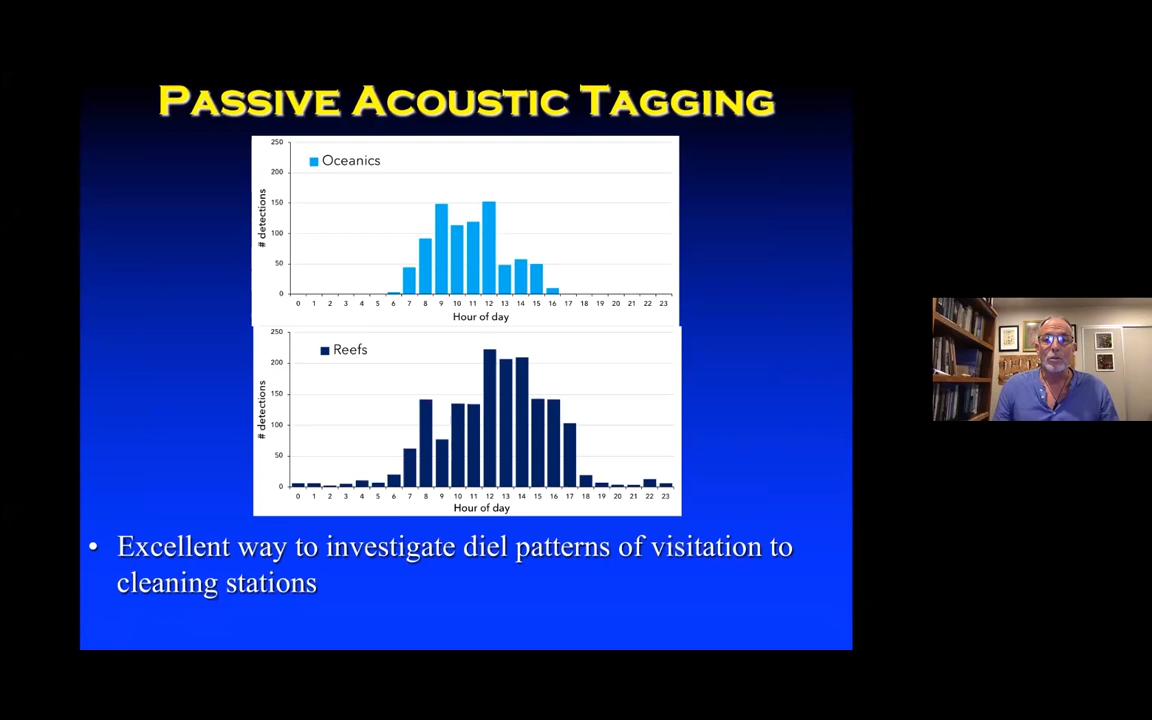 PASSIVE ACOUSTIC TAGGING
250
Oceanics
200
150
100
50
0
# detections
0 1 2 3 4 5 6 7 8 9 10 11 12 13 14 15 16 17 18 19 20 21 22 23
Hour of day
250
Reefs
200
150
100
50
0
# detections
0 1 2 3 4 5 6 7 8 9 10 11 12 13 14 15 16 17 18 19 20 21 22 23
Hour of day
• Excellent way to investigate diel patterns of visitation to
cleaning stations